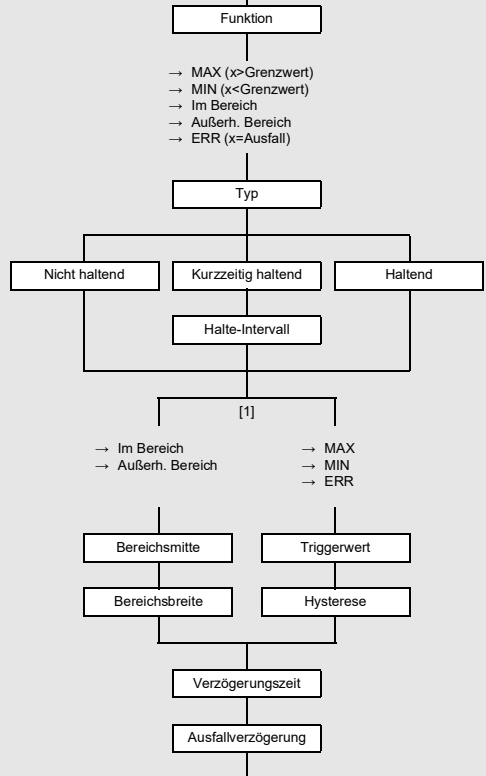 Funktion
→ MAX (x>Grenzwert)
→ MIN (x<Grenzwert)
→ Im Bereich
→ Außerh. Bereich
→ ERR (x=Ausfall)
Typ
Nicht haltend
Kurzzeitig haltend
Haltend
Halte-Intervall
[1]
→ Im Bereich
→ Außerh. Bereich
→ MAX
→ MIN
→ ERR
Bereichsmitte
Triggerwert
Bereichsbreite
Hysterese
Verzögerungszeit
Ausfallverzögerung